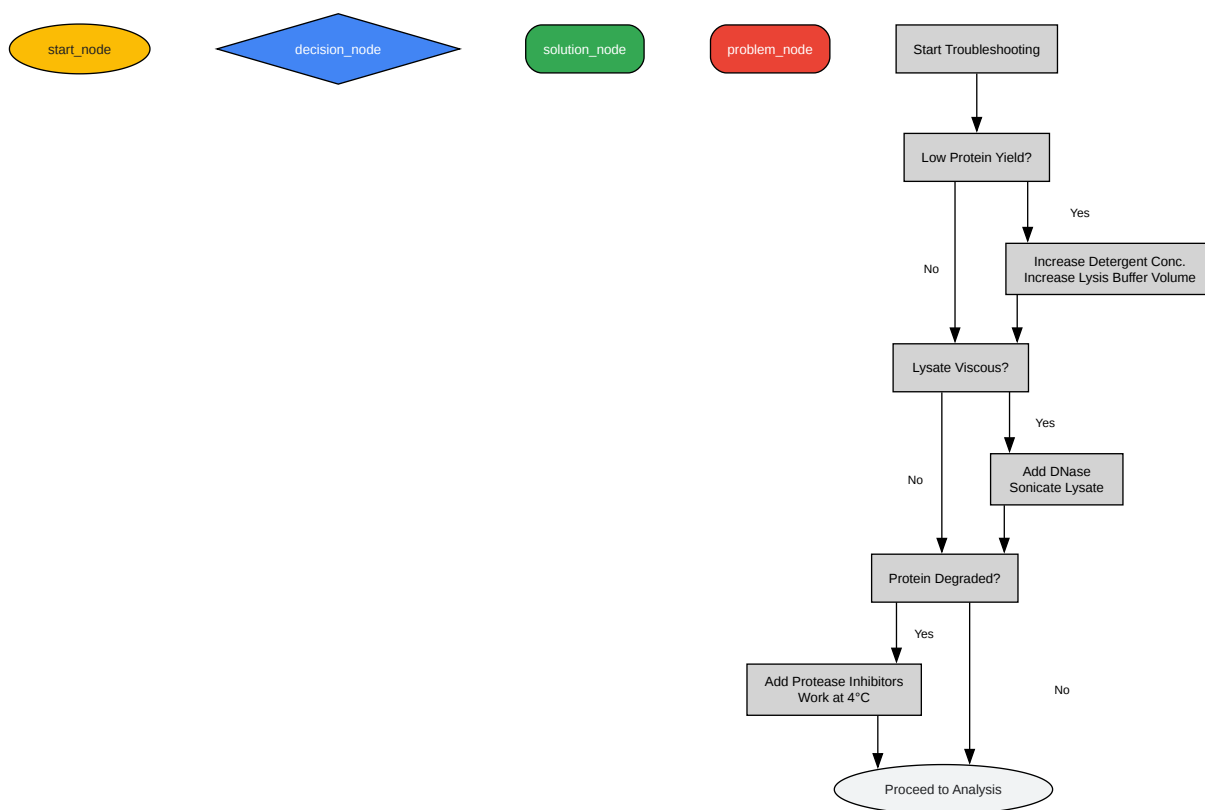 start_node
decision_node
solution_node
problem_node
Start Troubleshooting
Low Protein Yield?
Yes
Increase Detergent Conc.
Increase Lysis Buffer Volume
No
Lysate Viscous?
Yes
Add DNase
Sonicate Lysate
No
Protein Degraded?
Yes
Add Protease Inhibitors
Work at 4°C
No
Proceed to Analysis